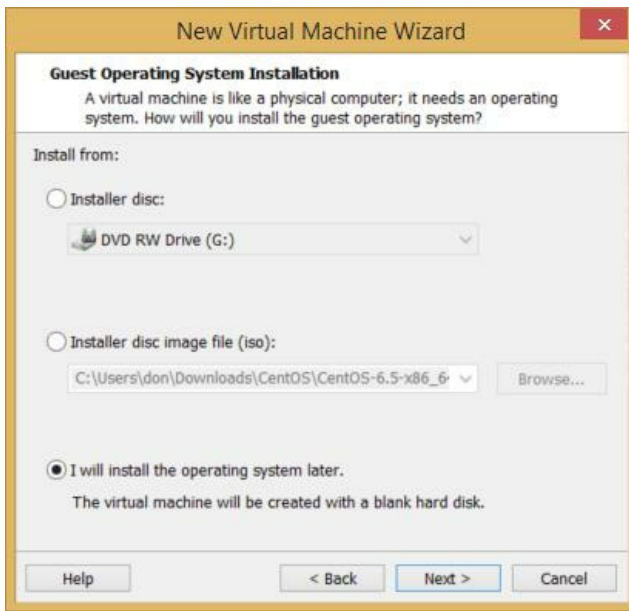 New Virtual Machine Wizard
Guest Operating System Installation
A virtual machine is like a physical computer; it needs an operating
system. How will you install the guest operating system?
Install from:
Installer disc:
DVD RW Drive (G:)
Installer disc image file (iso):
C:\Users\don\Downloads\CentOS\CentOS-6.5-x86_6
Browse...
I will install the operating system later.
The virtual machine will be created with a blank hard disk.
Help
< Back
Next >
Cancel